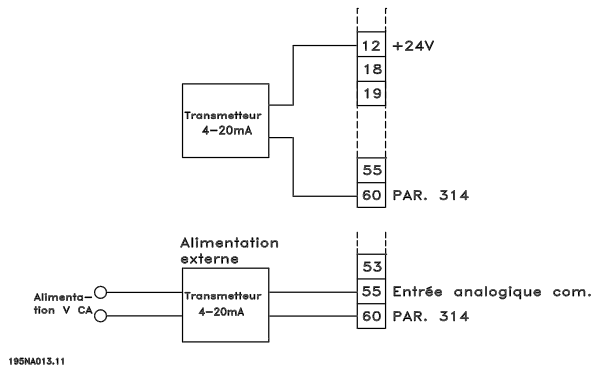 12 +24V
18
19
Transmetteur
4-20mA
55
60 PAR. 314
Alimentation
externe
53
Alimenta-
tion V CA
Transmetteur
4-20mA
55 Entrée analogique com.
60 PAR. 314
195NA013.11